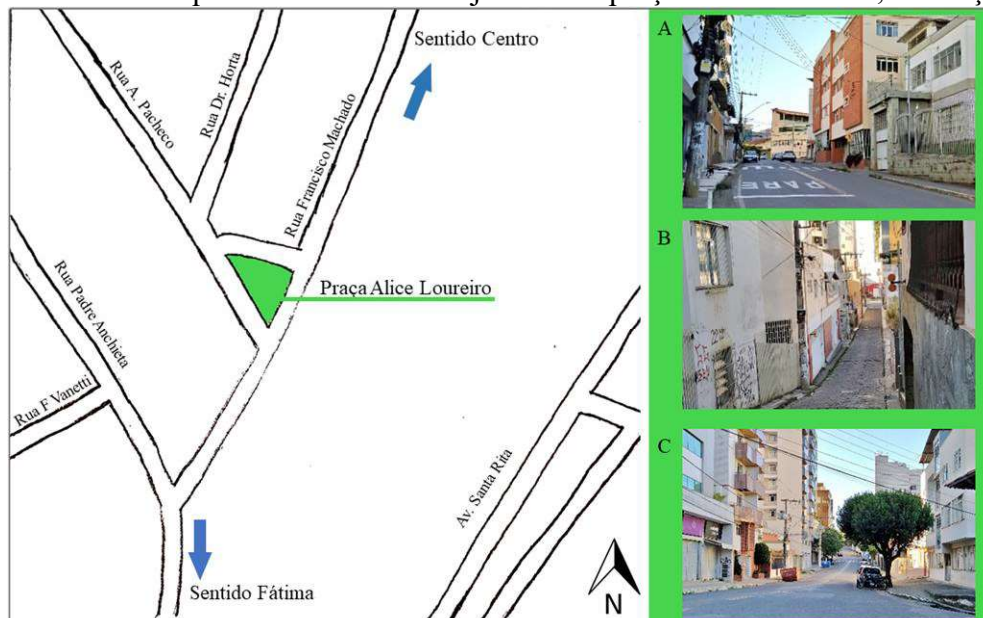 Sentido Centro
Rua A. Pacheco
Rua Dr. Horta
Rua Francisco Machado
Praça Alice Loureiro
Rua Padre Anchieta
Rua F Vanetti
Av. Santa Rita
Sentido Fátima
N
A
PARE
B
C